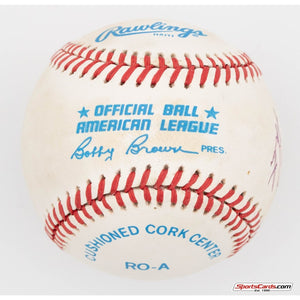 Rawlings
OFFICIAL BALL
AMERICAN LEAGUE
Bobby Brown PRES.
CUSHIONED CORK CENTER
RO-A
SportsCards.com